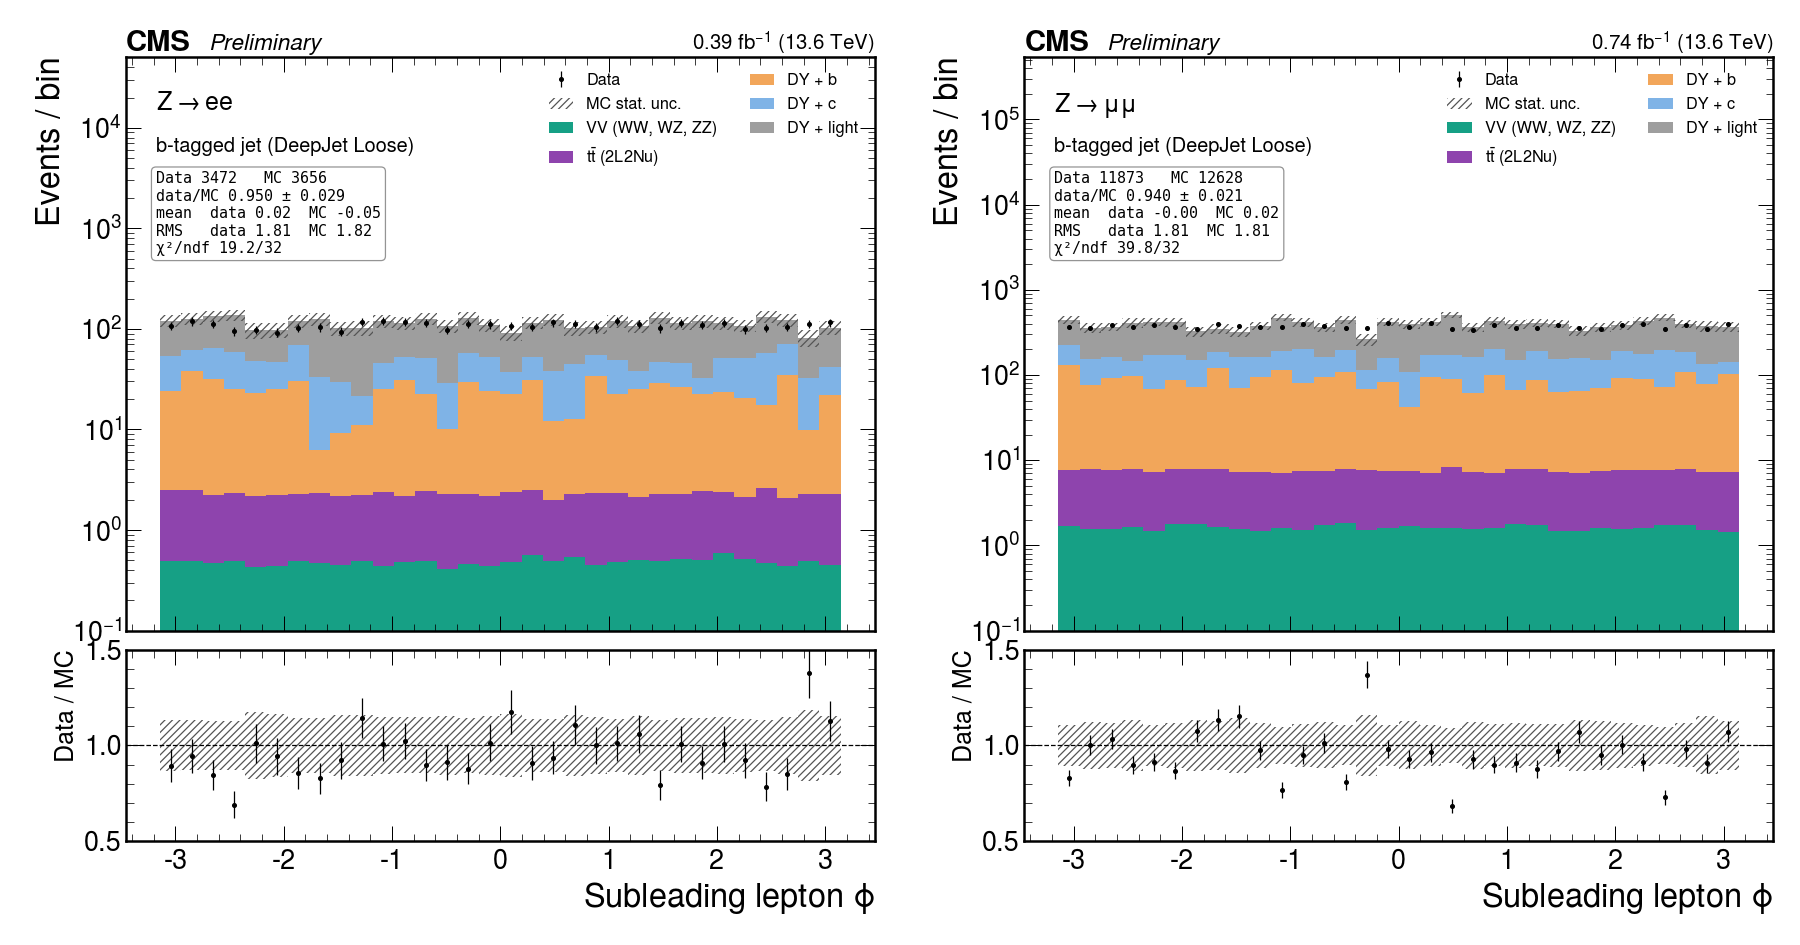 CMS Preliminary 0.39 fb⁻¹ (13.6 TeV)
Events / bin
Z → ee
b-tagged jet (DeepJet Loose)
Data 3472 MC 3656
data/MC 0.950 ± 0.029
mean data 0.02 MC -0.05
RMS data 1.81 MC 1.82
χ²/ndf 19.2/32
Data
MC stat. unc.
VV (WW, WZ, ZZ)
tt̄ (2L2Nu)
DY + b
DY + c
DY + light
10⁴
10³
10²
10¹
10⁰
10⁻¹
Data / MC
1.5
1.0
0.5
-3 -2 -1 0 1 2 3
Subleading lepton ϕ
CMS Preliminary 0.74 fb⁻¹ (13.6 TeV)
Events / bin
Z → μμ
b-tagged jet (DeepJet Loose)
Data 11873 MC 12628
data/MC 0.940 ± 0.021
mean data -0.00 MC 0.02
RMS data 1.81 MC 1.81
χ²/ndf 39.8/32
Data
MC stat. unc.
VV (WW, WZ, ZZ)
tt̄ (2L2Nu)
DY + b
DY + c
DY + light
10⁵
10⁴
10³
10²
10¹
10⁰
10⁻¹
Data / MC
1.5
1.0
0.5
-3 -2 -1 0 1 2 3
Subleading lepton ϕ